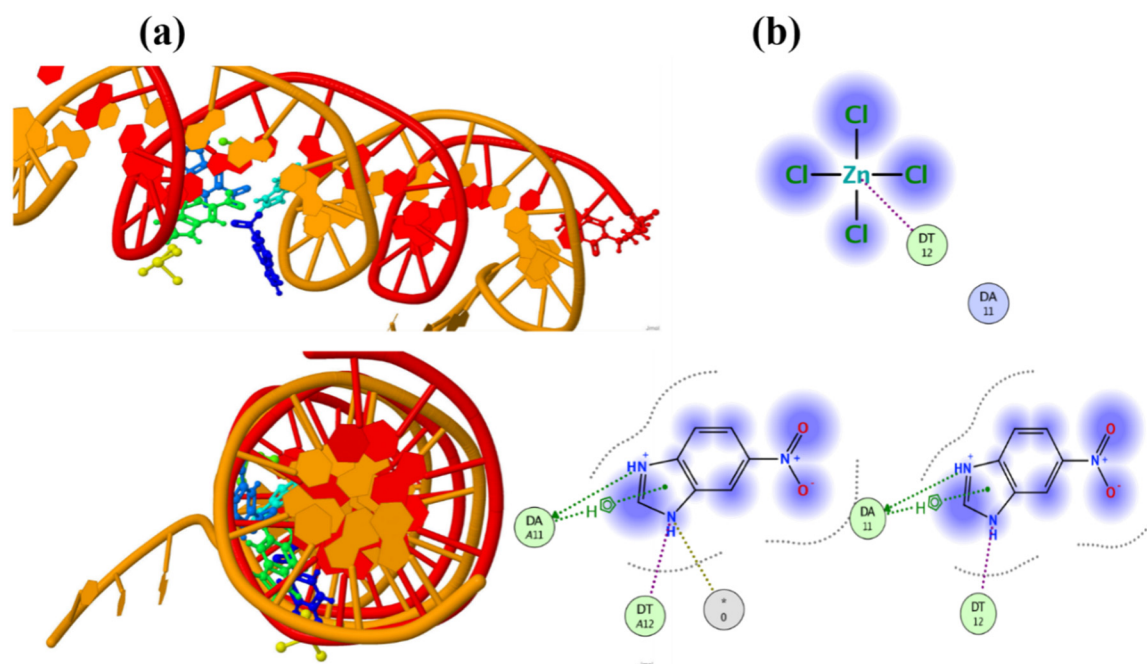 (a)
(b)
Cl
Cl Zn Cl
Cl
DT
12
DA
11
Jmol
HN+
N+
O
O-
H
N
H
DA
A11
DT
A12
*
0
HN+
N+
O
O-
H
N
H
DA
11
DT
12